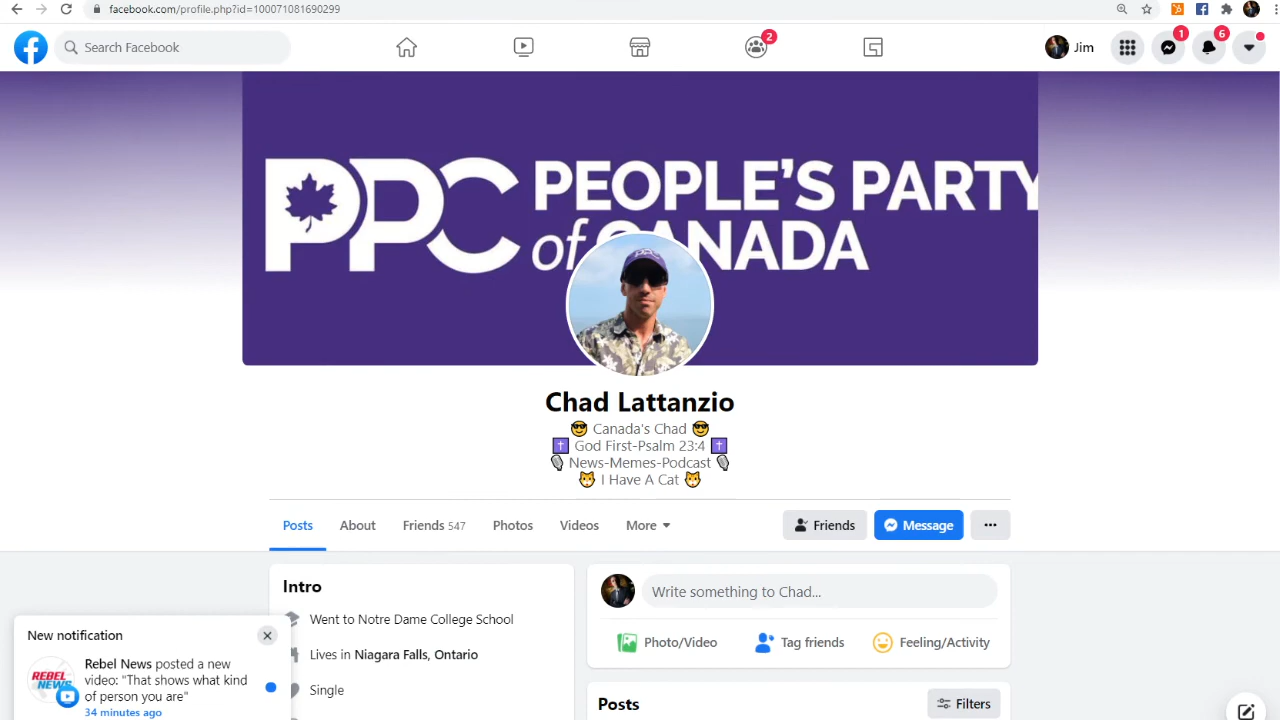 facebook.com/profile.php?id=100071081690299
Search Facebook
2
Jim
1
6
PPC PEOPLE'S PARTY
of CANADA
Chad Lattanzio
😎 Canada's Chad 😎
✝️ God First-Psalm 23:4 ✝️
🎙 News-Memes-Podcast 🎙
🐱 I Have A Cat 🐱
Posts About Friends 547 Photos Videos More Friends Message ...
Intro
Went to Notre Dame College School
Lives in Niagara Falls, Ontario
Single
Write something to Chad...
Photo/Video Tag friends Feeling/Activity
Posts Filters
New notification
REBEL NEWS
Rebel News posted a new
video: "That shows what kind
of person you are"
34 minutes ago